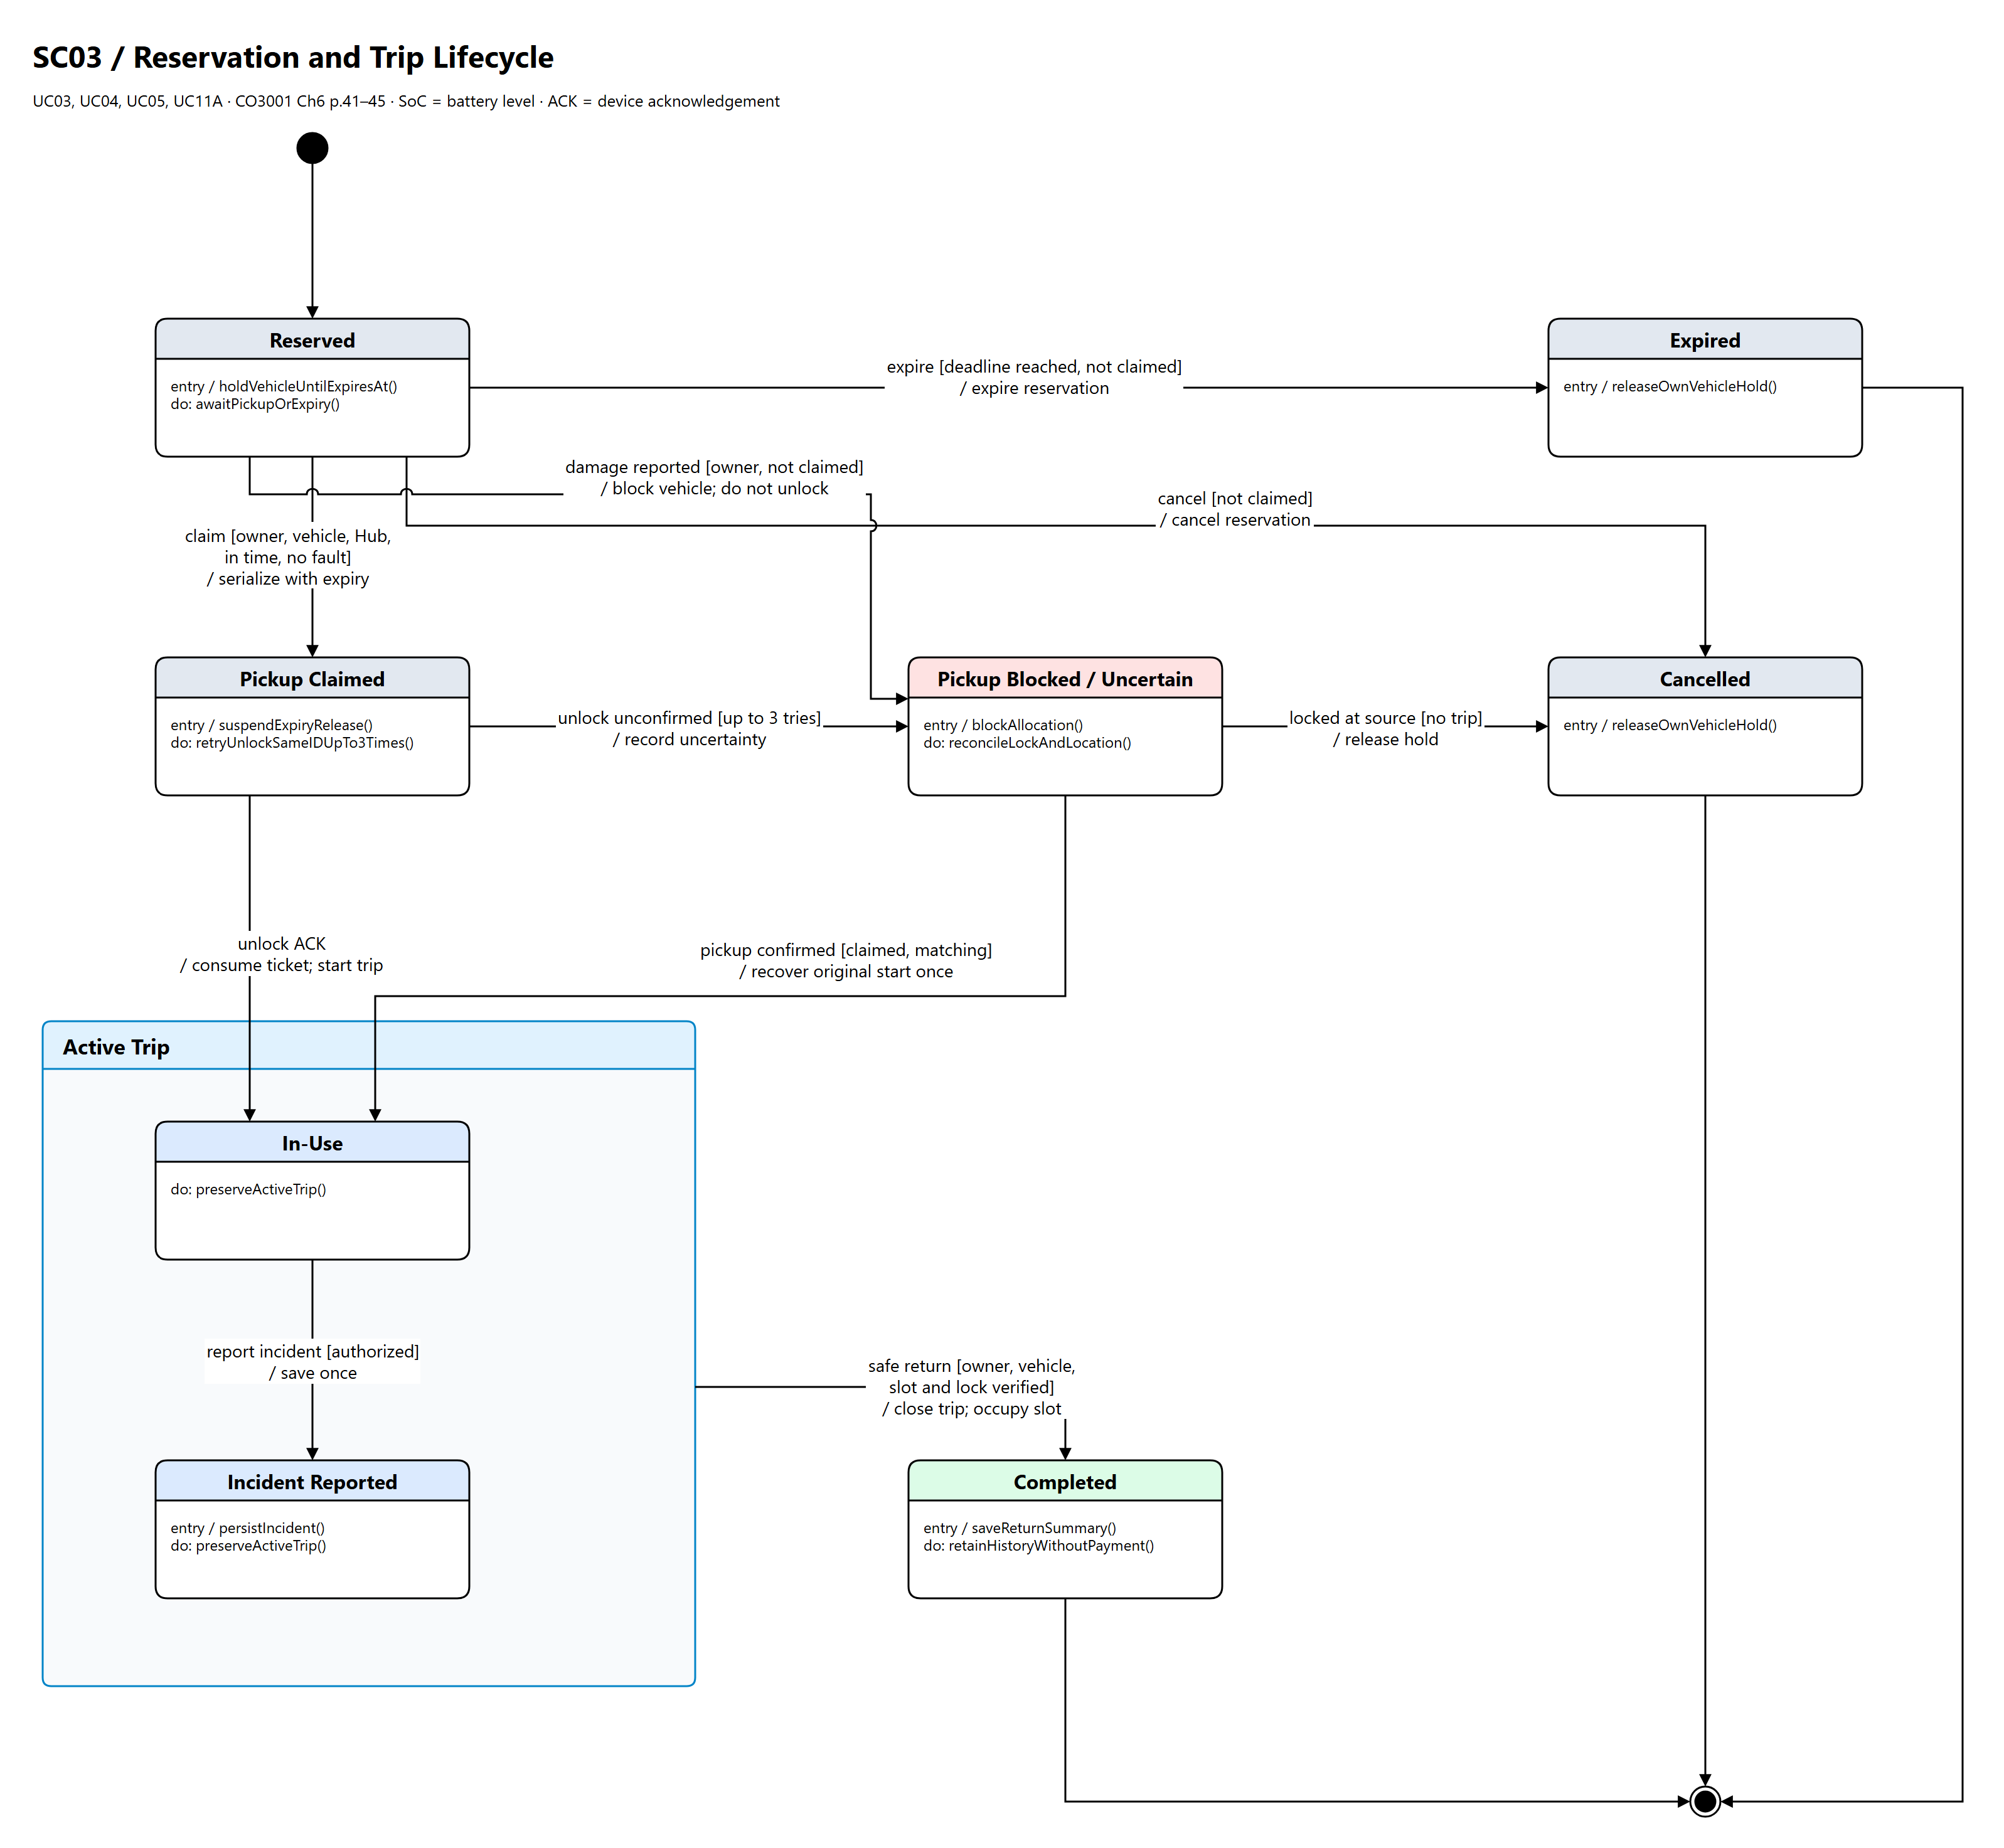 SC03 / Reservation and Trip Lifecycle
UC03, UC04, UC05, UC11A · CO3001 Ch6 p.41–45 · SoC = battery level · ACK = device acknowledgement
Reserved
entry / holdVehicleUntilExpiresAt()
do: awaitPickupOrExpiry()
expire [deadline reached, not claimed]
/ expire reservation
Expired
entry / releaseOwnVehicleHold()
damage reported [owner, not claimed]
/ block vehicle; do not unlock
cancel [not claimed]
/ cancel reservation
claim [owner, vehicle, Hub,
in time, no fault]
/ serialize with expiry
Pickup Claimed
entry / suspendExpiryRelease()
do: retryUnlockSameIDUpTo3Times()
unlock unconfirmed [up to 3 tries]
/ record uncertainty
Pickup Blocked / Uncertain
entry / blockAllocation()
do: reconcileLockAndLocation()
locked at source [no trip]
/ release hold
Cancelled
entry / releaseOwnVehicleHold()
unlock ACK
/ consume ticket; start trip
pickup confirmed [claimed, matching]
/ recover original start once
Active Trip
In-Use
do: preserveActiveTrip()
report incident [authorized]
/ save once
safe return [owner, vehicle,
slot and lock verified]
/ close trip; occupy slot
Incident Reported
entry / persistIncident()
do: preserveActiveTrip()
Completed
entry / saveReturnSummary()
do: retainHistoryWithoutPayment()